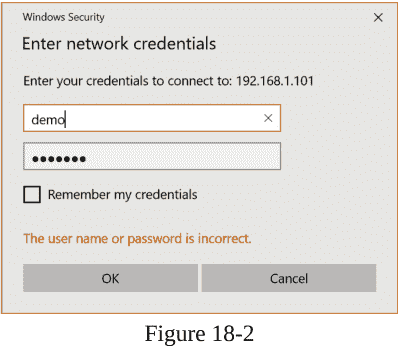 Windows Security
Enter network credentials
Enter your credentials to connect to: 192.168.1.101
demo
●●●●●●●
Remember my credentials
The user name or password is incorrect.
OK
Cancel
Figure 18-2